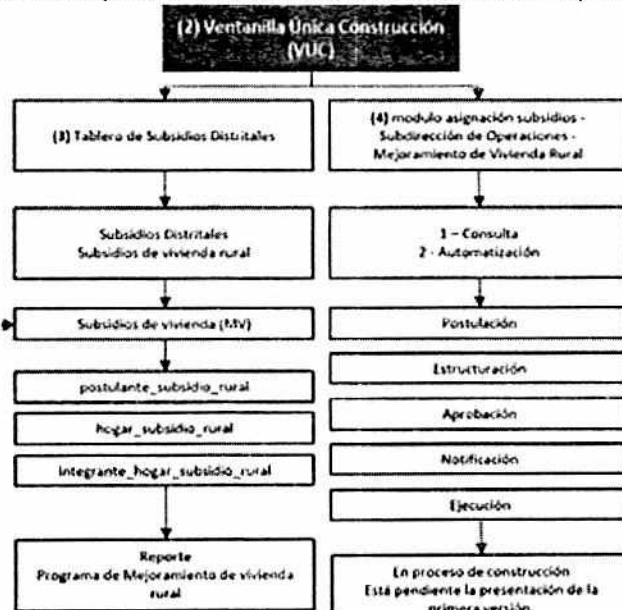 (2) Ventanilla Única Construcción
(VUC)
(3) Tablero de Subsidios Distritales
(4) modulo asignación subsidios -
Subdirección de Operaciones -
Mejoramiento de Vivienda Rural
Subsidios Distritales
Subsidios de vivienda rural
1 – Consulta
2 - Automatización
Subsidios de vivienda (MV)
Postulación
postulante_subsidio_rural
Estructuración
hogar_subsidio_rural
Aprobación
Integrante_hogar_subsidio_rural
Notificación
Ejecución
Reporte
Programa de Mejoramiento de vivienda
rural
En proceso de construcción
Está pendiente la presentación de la
primera versión